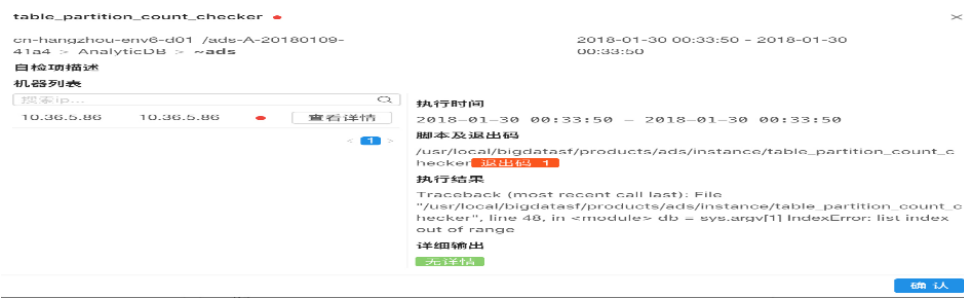 table_partition_count_checker
cn-hangzhou-env6-d01 /ads-A-20180109-
41a4 > AnalyticDB > ~ads
2018-01-30 00:33:50 - 2018-01-30
00:33:50
自检项描述
机器列表
搜索ip...
10.36.5.86 10.36.5.86 查看详情
< 1 >
执行时间
2018-01-30 00:33:50 - 2018-01-30 00:33:50
脚本及退出码
/usr/local/bigdatasf/products/ads/instance/table_partition_count_c
hecker 退出码 1
执行结果
Traceback (most recent call last): File
"/usr/local/bigdatasf/products/ads/instance/table_partition_count_c
hecker", line 48, in <module> db = sys.argv[1] IndexError: list index
out of range
详细输出
无详情
确 认